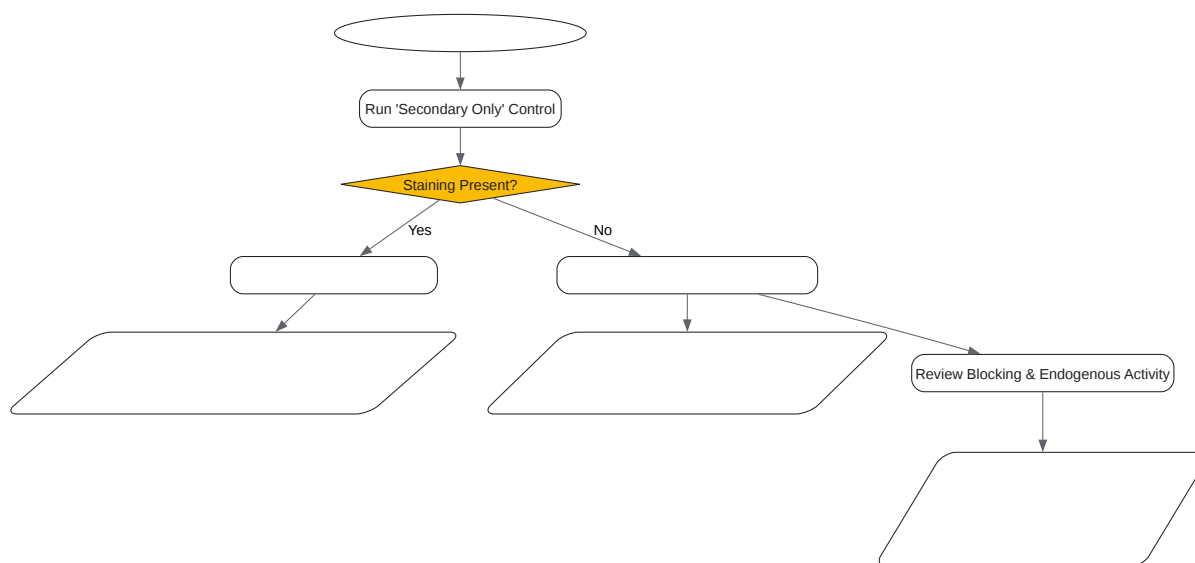 Run 'Secondary Only' Control
Staining Present?
Yes
No
Review Blocking & Endogenous Activity